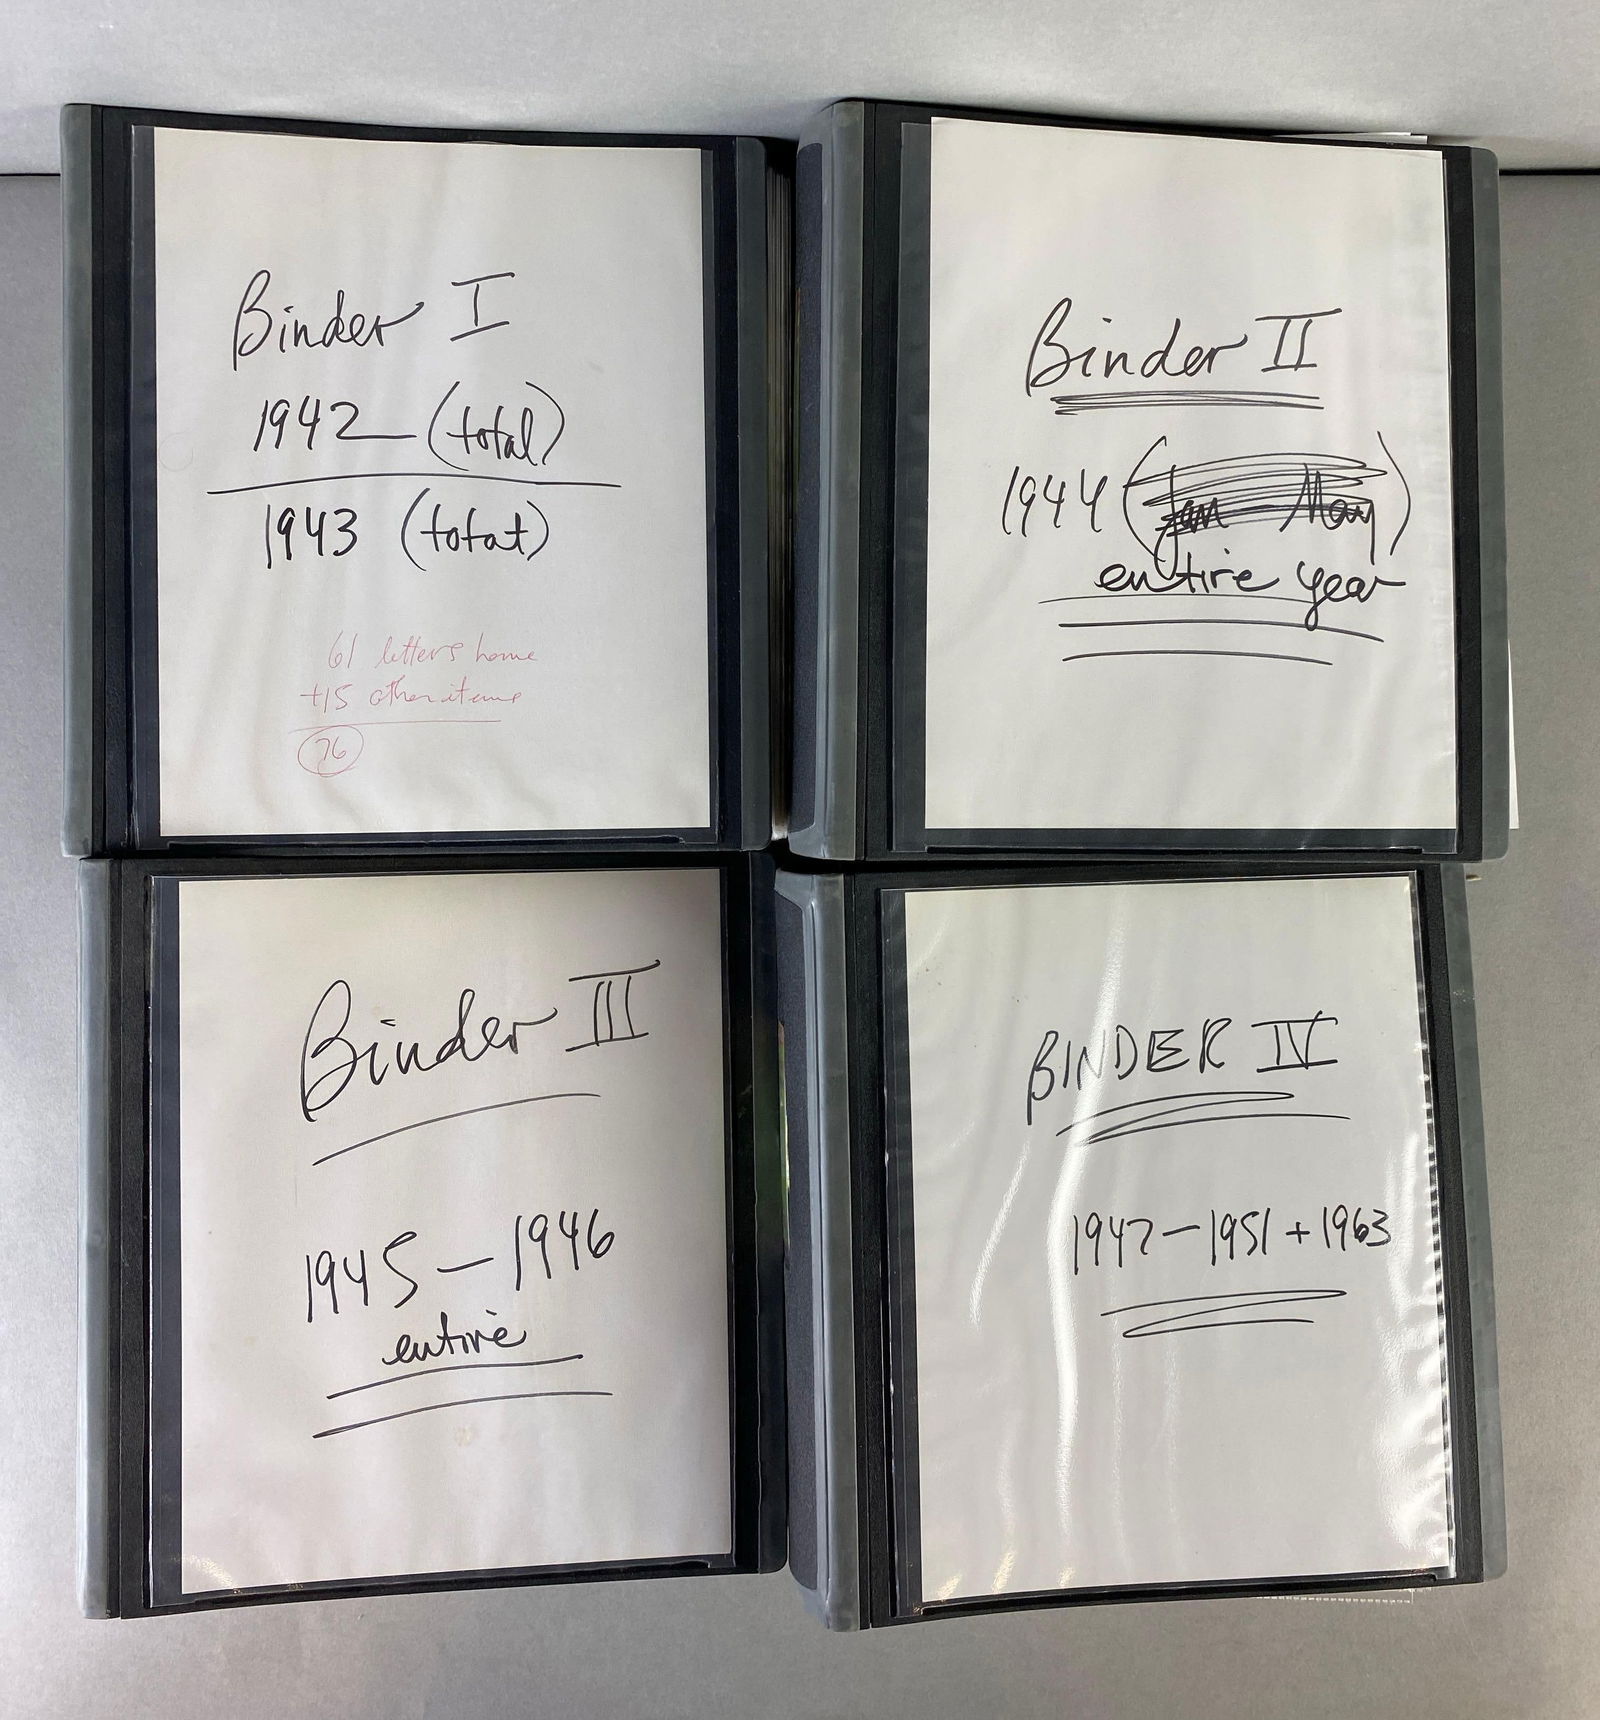 Binder I
1942 (total)
1943 (total)
61 letters home
+15 other items
76
Binder II
1944 (Jan - May)
entire year
Binder III
1945 - 1946
entire
BINDER IV
1947 - 1951 + 1963